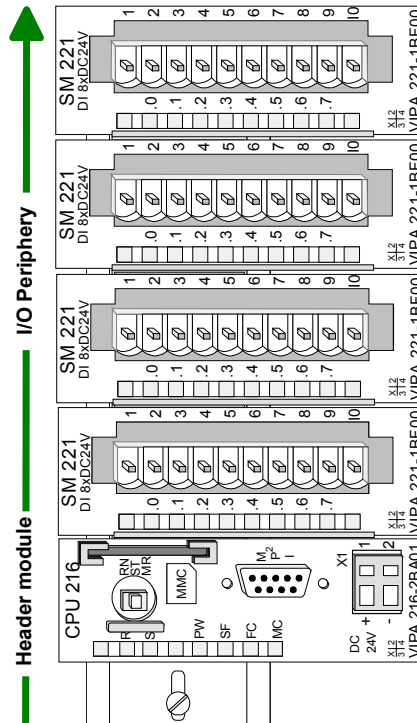 Header module
I/O Periphery
CPU 216
RN
ST
MR
MMC
R
S
PW
SF
FC
MC
M
P²
I
X1
1
2
DC
24V
+
-
X 2
3 4
VIPA 216-2BA01
SM 221
DI 8xDC24V
1
2
3
4
5
6
7
8
9
10
.0
.1
.2
.3
.4
.5
.6
.7
X 2
3 4
VIPA 221-1BF00
SM 221
DI 8xDC24V
1
2
3
4
5
6
7
8
9
10
.0
.1
.2
.3
.4
.5
.6
.7
X 2
3 4
VIPA 221-1BF00
SM 221
DI 8xDC24V
1
2
3
4
5
6
7
8
9
10
.0
.1
.2
.3
.4
.5
.6
.7
X 2
3 4
VIPA 221-1BF00
SM 221
DI 8xDC24V
1
2
3
4
5
6
7
8
9
10
.0
.1
.2
.3
.4
.5
.6
.7
X 2
3 4
VIPA 221-1BF00